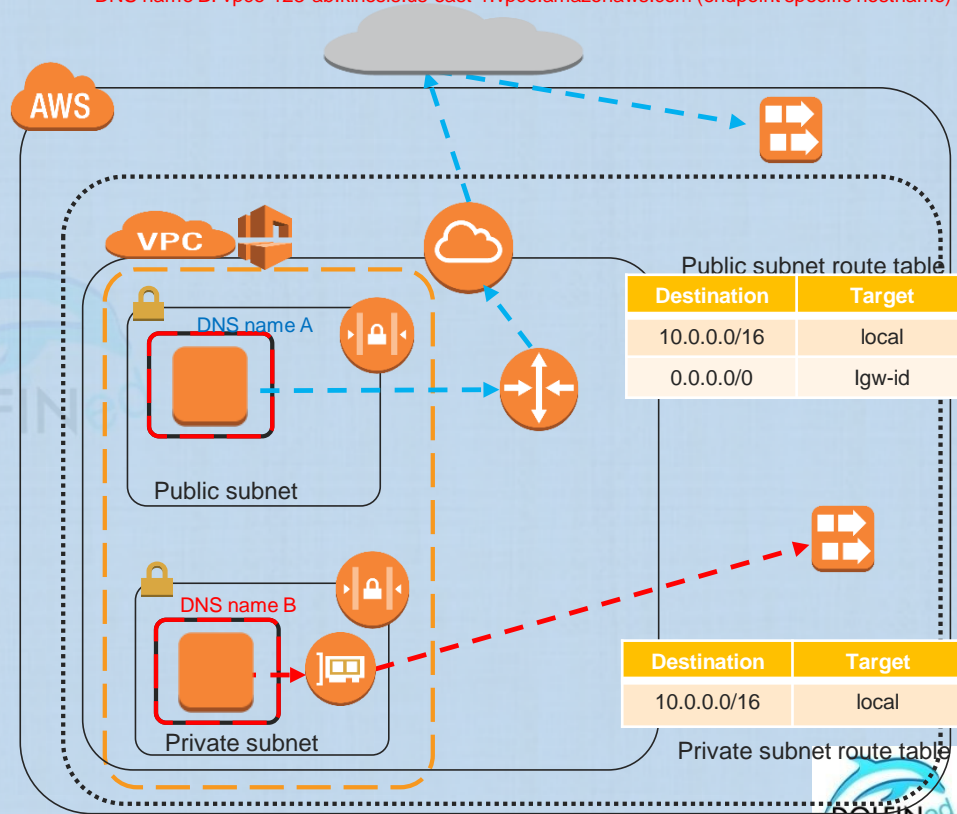 AWS
VPC
DNS name A
Public subnet
Public subnet route table
Destination Target
10.0.0.0/16 local
0.0.0.0/0 Igw-id
DNS name B
Private subnet
Destination Target
10.0.0.0/16 local
Private subnet route table